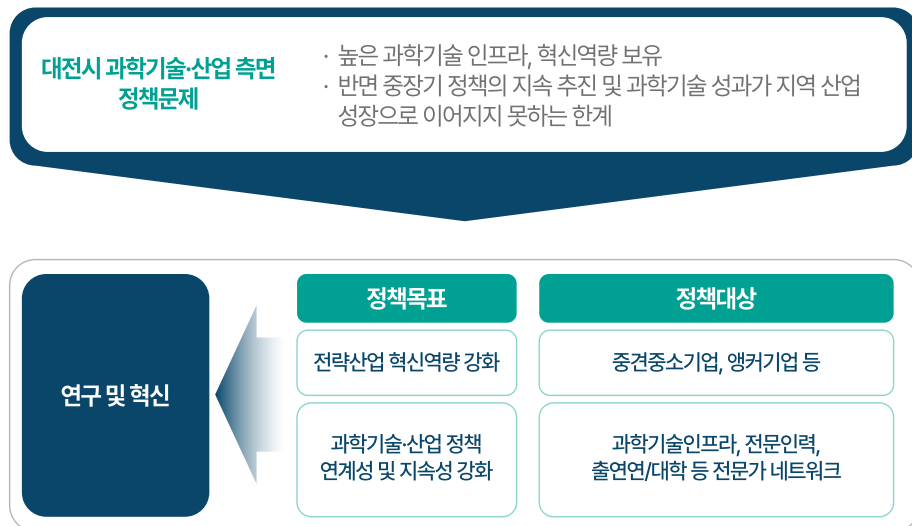 대전시 과학기술·산업 측면
정책문제
· 높은 과학기술 인프라, 혁신역량 보유
· 반면 중장기 정책의 지속 추진 및 과학기술 성과가 지역 산업
성장으로 이어지지 못하는 한계
연구 및 혁신
정책목표
정책대상
전략산업 혁신역량 강화
중견중소기업, 앵커기업 등
과학기술·산업 정책
연계성 및 지속성 강화
과학기술인프라, 전문인력,
출연연/대학 등 전문가 네트워크